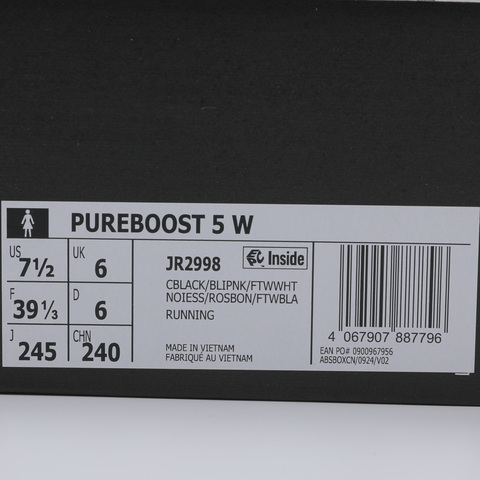 PUREBOOST 5 W
US 7½ UK 6
F 39⅓ D 6
J 245 CHN 240
JR2998
Inside
CBLACK/BLIPNK/FTWWHT
NOIESS/ROSBON/FTWBLA
RUNNING
MADE IN VIETNAM
FABRIQUÉ AU VIETNAM
4 067907 887796
EAN PO# 0900967956
ABSBOXCN/0924/V02